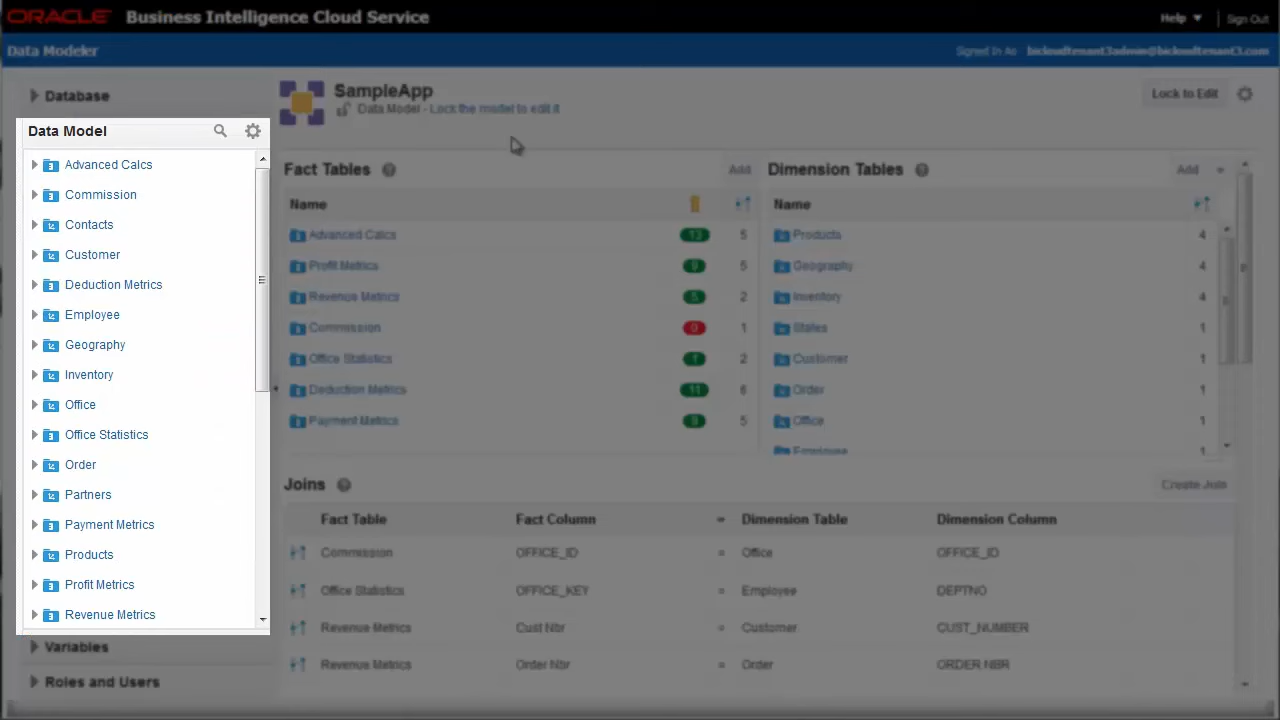 ORACLE Business Intelligence Cloud Service
Help
Sign Out
Data Modeler
Signed In As bicloudtenant3admin@bicloudtenant3.com
Database
Data Model
Advanced Calcs
Commission
Contacts
Customer
Deduction Metrics
Employee
Geography
Inventory
Office
Office Statistics
Order
Partners
Payment Metrics
Products
Profit Metrics
Revenue Metrics
Variables
Roles and Users
SampleApp
Data Model - Lock the model to edit it
Lock to Edit
Fact Tables
Add
Name
Advanced Calcs 13 5
Profit Metrics 9 5
Revenue Metrics 5 2
Commission 0 1
Office Statistics 1 2
Deduction Metrics 11 6
Payment Metrics 5
Dimension Tables
Add
Name
Products 4
Geography 4
Inventory 4
States 1
Customer 1
Order 1
Office 1
Employee 1
Joins
Create Join
Fact Table Fact Column = Dimension Table Dimension Column
Commission OFFICE_ID = Office OFFICE_ID
Office Statistics OFFICE_KEY = Employee DEPTNO
Revenue Metrics Cust Nbr = Customer CUST_NUMBER
Revenue Metrics Order Nbr = Order ORDER NBR